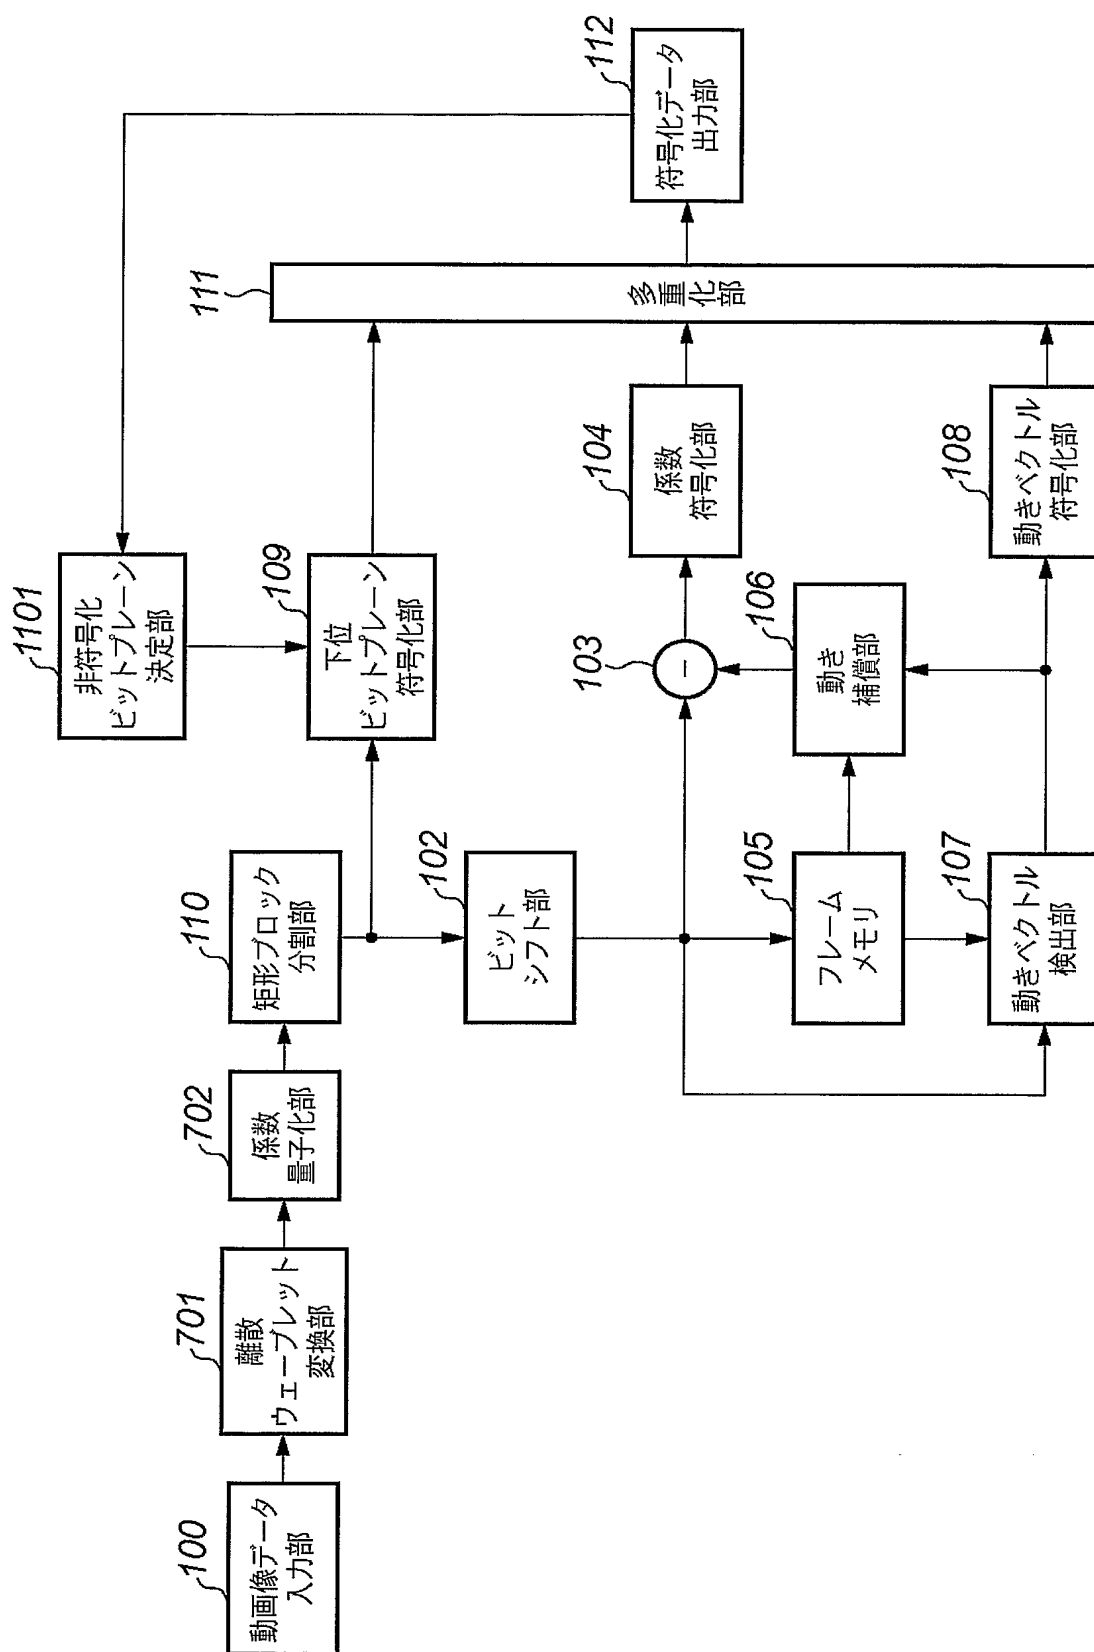 100
動画像データ
入力部
701
離散
ウェーブレット
変換部
702
係数
量子化部
110
矩形ブロック
分割部
1101
非符号化
ビットプレーン
決定部
109
下位
ビットプレーン
符号化部
102
ビット
シフト部
103
−
104
係数
符号化部
105
フレーム
メモリ
106
動き
補償部
107
動きベクトル
検出部
108
動きベクトル
符号化部
111
多重化部
112
符号化データ
出力部